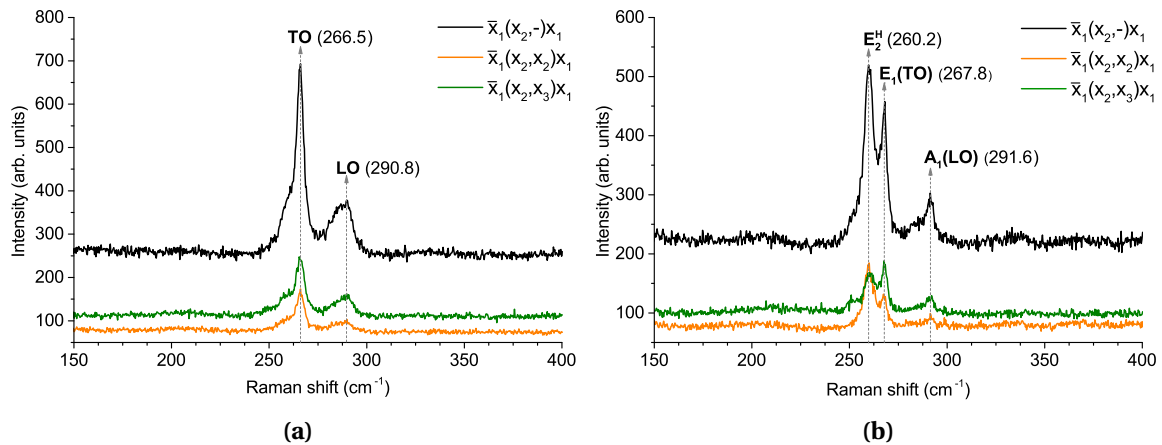 800
700
600
500
400
300
200
100
150 200 250 300 350 400
Intensity (arb. units)
Raman shift (cm⁻¹)
TO (266.5)
LO (290.8)
x̅₁(x₂,-)x₁
x̅₁(x₂,x₂)x₁
x̅₁(x₂,x₃)x₁
(a)
600
500
400
300
200
100
150 200 250 300 350 400
Intensity (arb. units)
Raman shift (cm⁻¹)
E₂ᴴ (260.2)
E₁(TO) (267.8)
A₁(LO) (291.6)
x̅₁(x₂,-)x₁
x̅₁(x₂,x₂)x₁
x̅₁(x₂,x₃)x₁
(b)